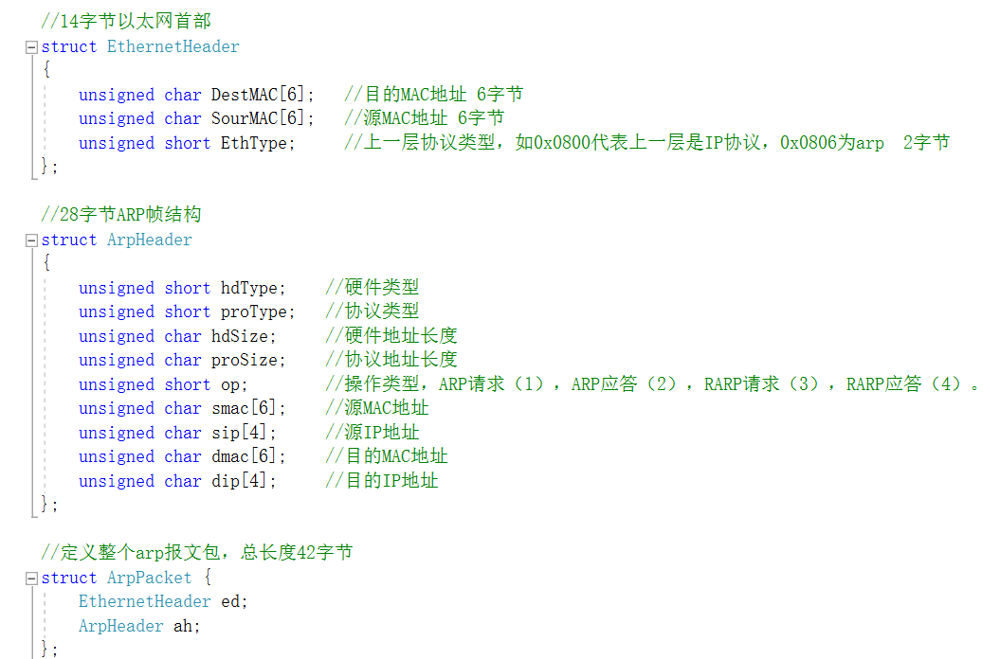 //14字节以太网首部
struct EthernetHeader
{
    unsigned char DestMAC[6];   //目的MAC地址 6字节
    unsigned char SourMAC[6];   //源MAC地址 6字节
    unsigned short EthType;     //上一层协议类型，如0x0800代表上一层是IP协议，0x0806为arp  2字节
};

//28字节ARP帧结构
struct ArpHeader
{
    unsigned short hdType;    //硬件类型
    unsigned short proType;   //协议类型
    unsigned char hdSize;     //硬件地址长度
    unsigned char proSize;    //协议地址长度
    unsigned short op;        //操作类型，ARP请求（1），ARP应答（2），RARP请求（3），RARP应答（4）。
    unsigned char smac[6];    //源MAC地址
    unsigned char sip[4];     //源IP地址
    unsigned char dmac[6];    //目的MAC地址
    unsigned char dip[4];     //目的IP地址
};

//定义整个arp报文包，总长度42字节
struct ArpPacket {
    EthernetHeader ed;
    ArpHeader ah;
};